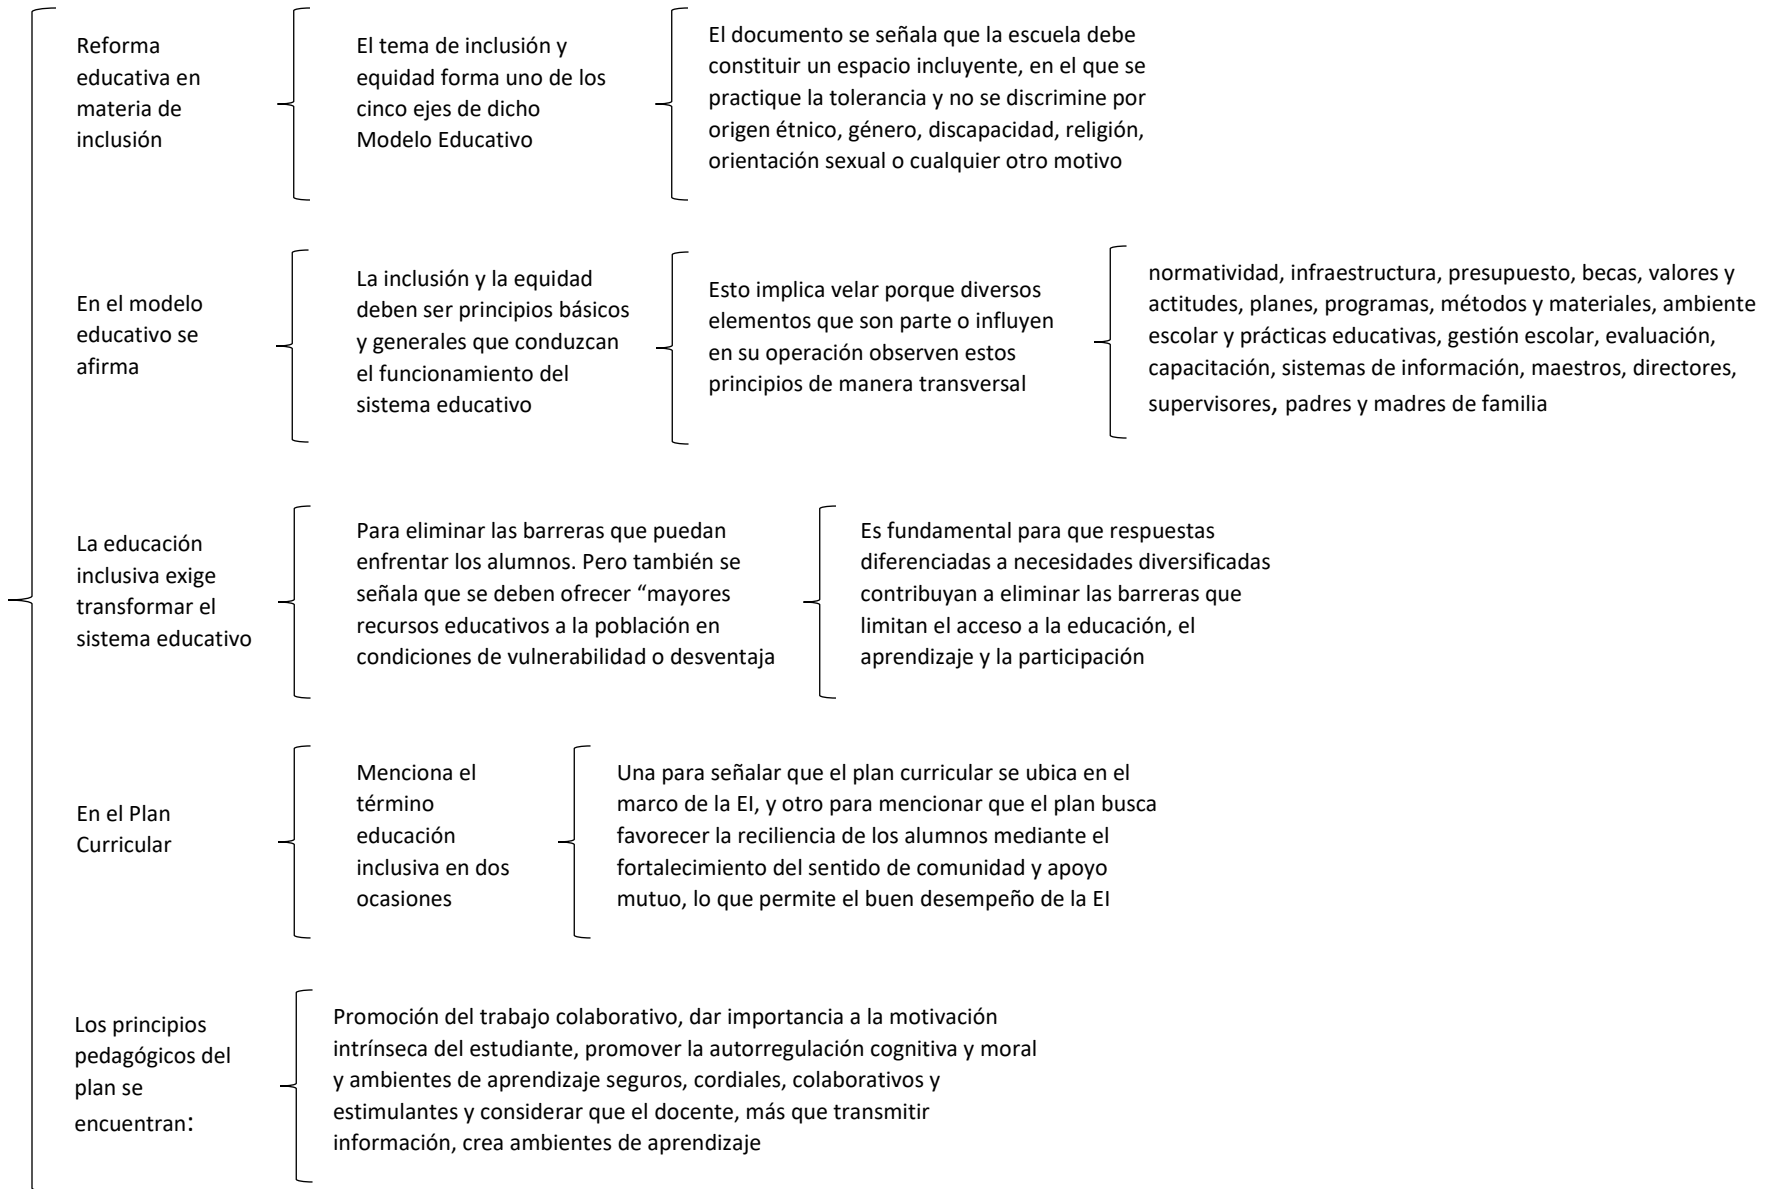 Reforma
educativa en
materia de
inclusión
El tema de inclusión y
equidad forma uno de los
cinco ejes de dicho
Modelo Educativo
El documento se señala que la escuela debe
constituir un espacio incluyente, en el que se
practique la tolerancia y no se discrimine por
origen étnico, género, discapacidad, religión,
orientación sexual o cualquier otro motivo
En el modelo
educativo se
afirma
La inclusión y la equidad
deben ser principios básicos
y generales que conduzcan
el funcionamiento del
sistema educativo
Esto implica velar porque diversos
elementos que son parte o influyen
en su operación observen estos
principios de manera transversal
normatividad, infraestructura, presupuesto, becas, valores y
actitudes, planes, programas, métodos y materiales, ambiente
escolar y prácticas educativas, gestión escolar, evaluación,
capacitación, sistemas de información, maestros, directores,
supervisores, padres y madres de familia
La educación
inclusiva exige
transformar el
sistema educativo
Para eliminar las barreras que puedan
enfrentar los alumnos. Pero también se
señala que se deben ofrecer “mayores
recursos educativos a la población en
condiciones de vulnerabilidad o desventaja
Es fundamental para que respuestas
diferenciadas a necesidades diversificadas
contribuyan a eliminar las barreras que
limitan el acceso a la educación, el
aprendizaje y la participación
En el Plan
Curricular
Menciona el
término
educación
inclusiva en dos
ocasiones
Una para señalar que el plan curricular se ubica en el
marco de la EI, y otro para mencionar que el plan busca
favorecer la reciliencia de los alumnos mediante el
fortalecimiento del sentido de comunidad y apoyo
mutuo, lo que permite el buen desempeño de la EI
Los principios
pedagógicos del
plan se
encuentran:
Promoción del trabajo colaborativo, dar importancia a la motivación
intrínseca del estudiante, promover la autorregulación cognitiva y moral
y ambientes de aprendizaje seguros, cordiales, colaborativos y
estimulantes y considerar que el docente, más que transmitir
información, crea ambientes de aprendizaje